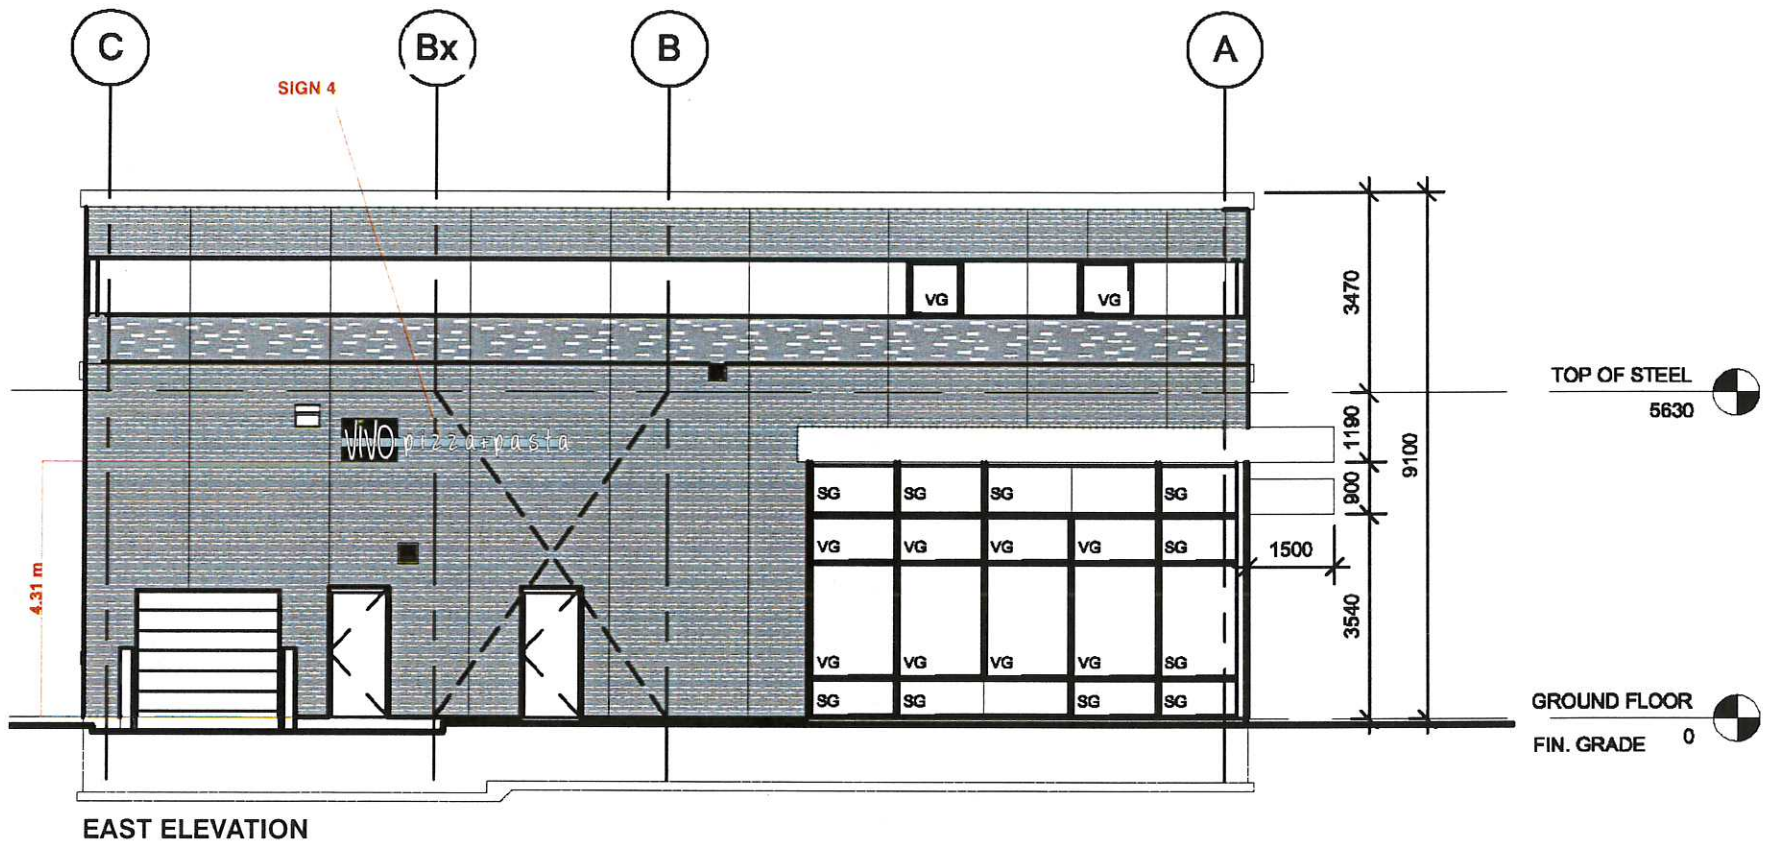 C
Bx
B
A
SIGN 4
VG
VG
3470
TOP OF STEEL
5630
1190
9100
VIVO pizza+pasta
900
SG SG SG SG
VG VG VG VG SG
1500
4.31 m
3540
VG VG VG VG SG
SG SG SG SG
GROUND FLOOR
0
FIN. GRADE
EAST ELEVATION